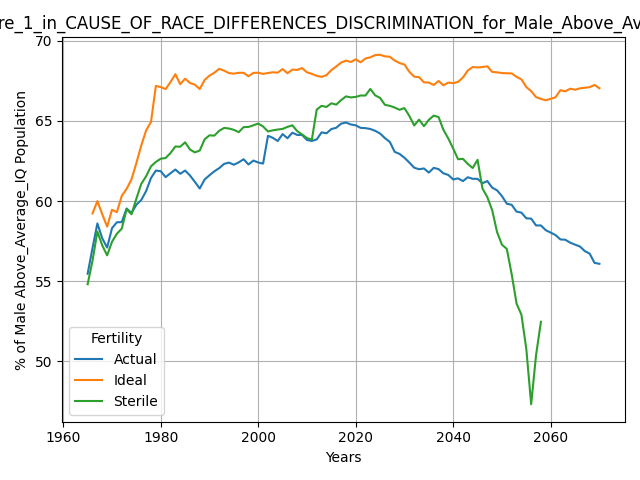 re_1_in_CAUSE_OF_RACE_DIFFERENCES_DISCRIMINATION_for_Male_Above_Av
% of Male Above_Average_IQ Population
70
65
60
55
50
Fertility
Actual
Ideal
Sterile
1960 1980 2000 2020 2040 2060
Years